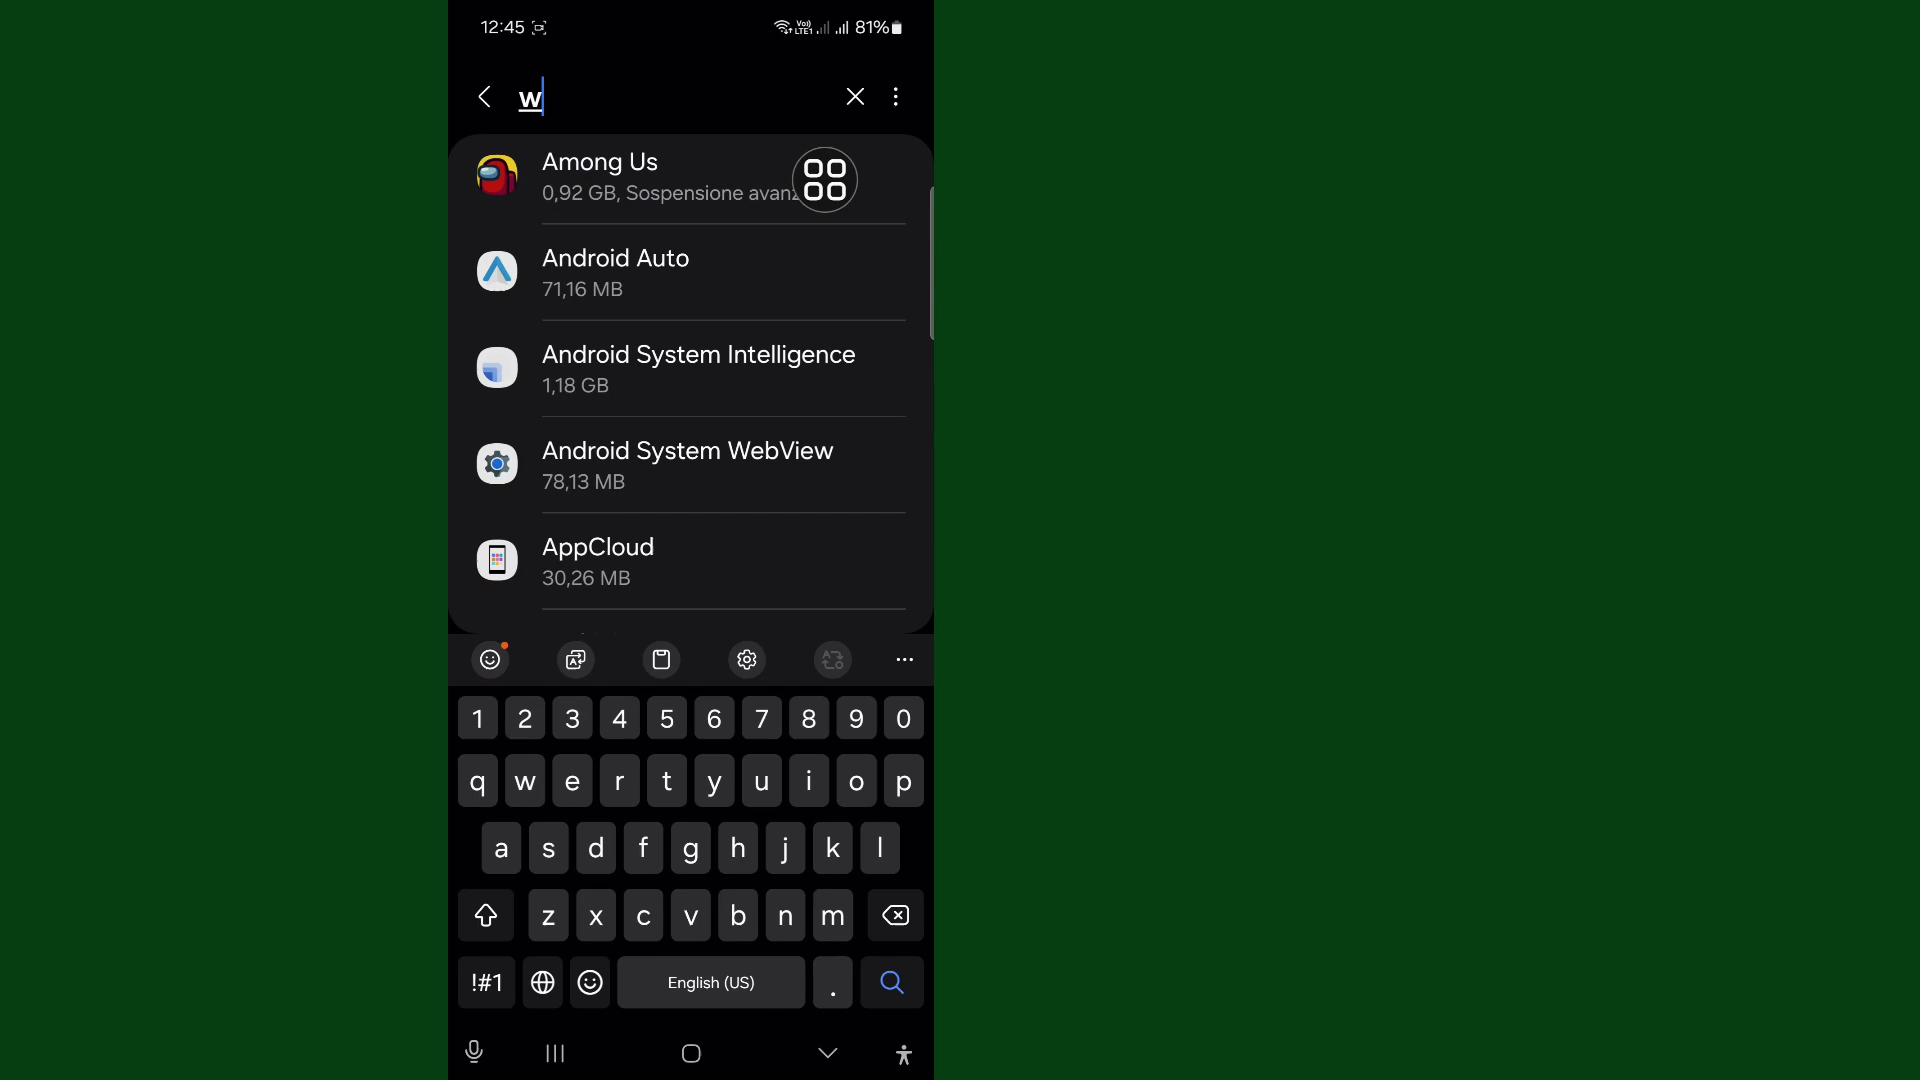 12:45
Vo))
LTE1
81%
w
Among Us
0,92 GB, Sospensione avan
Android Auto
71,16 MB
Android System Intelligence
1,18 GB
Android System WebView
78,13 MB
AppCloud
30,26 MB
1 2 3 4 5 6 7 8 9 0
q w e r t y u i o p
a s d f g h j k l
z x c v b n m
!#1 English (US) .